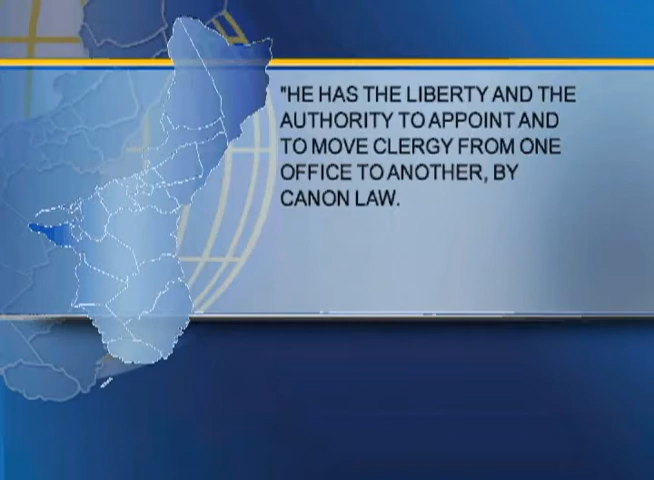 "HE HAS THE LIBERTY AND THE
AUTHORITY TO APPOINT AND
TO MOVE CLERGY FROM ONE
OFFICE TO ANOTHER, BY
CANON LAW.